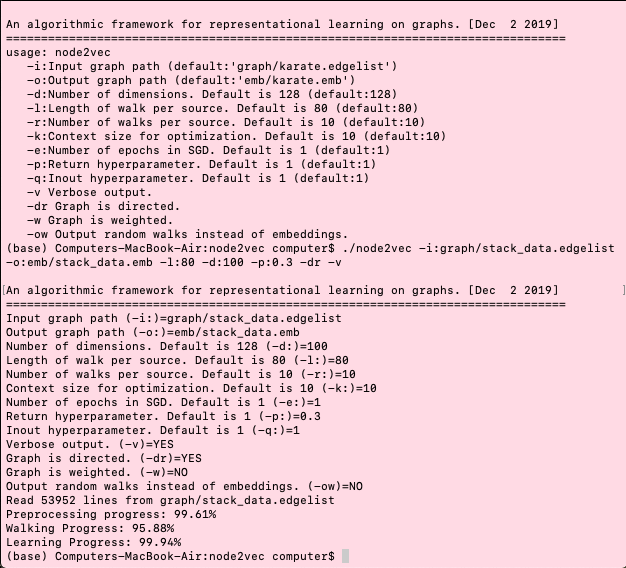 An algorithmic framework for representational learning on graphs. [Dec  2 2019]
================================================================================
usage: node2vec
   -i:Input graph path (default:'graph/karate.edgelist')
   -o:Output graph path (default:'emb/karate.emb')
   -d:Number of dimensions. Default is 128 (default:128)
   -l:Length of walk per source. Default is 80 (default:80)
   -r:Number of walks per source. Default is 10 (default:10)
   -k:Context size for optimization. Default is 10 (default:10)
   -e:Number of epochs in SGD. Default is 1 (default:1)
   -p:Return hyperparameter. Default is 1 (default:1)
   -q:Inout hyperparameter. Default is 1 (default:1)
   -v Verbose output.
   -dr Graph is directed.
   -w Graph is weighted.
   -ow Output random walks instead of embeddings.
(base) Computers-MacBook-Air:node2vec computer$ ./node2vec -i:graph/stack_data.edgelist
-o:emb/stack_data.emb -l:80 -d:100 -p:0.3 -dr -v
[An algorithmic framework for representational learning on graphs. [Dec  2 2019] ]
================================================================================
Input graph path (-i:)=graph/stack_data.edgelist
Output graph path (-o:)=emb/stack_data.emb
Number of dimensions. Default is 128 (-d:)=100
Length of walk per source. Default is 80 (-l:)=80
Number of walks per source. Default is 10 (-r:)=10
Context size for optimization. Default is 10 (-k:)=10
Number of epochs in SGD. Default is 1 (-e:)=1
Return hyperparameter. Default is 1 (-p:)=0.3
Inout hyperparameter. Default is 1 (-q:)=1
Verbose output. (-v)=YES
Graph is directed. (-dr)=YES
Graph is weighted. (-w)=NO
Output random walks instead of embeddings. (-ow)=NO
Read 53952 lines from graph/stack_data.edgelist
Preprocessing progress: 99.61%
Walking Progress: 95.88%
Learning Progress: 99.94%
(base) Computers-MacBook-Air:node2vec computer$